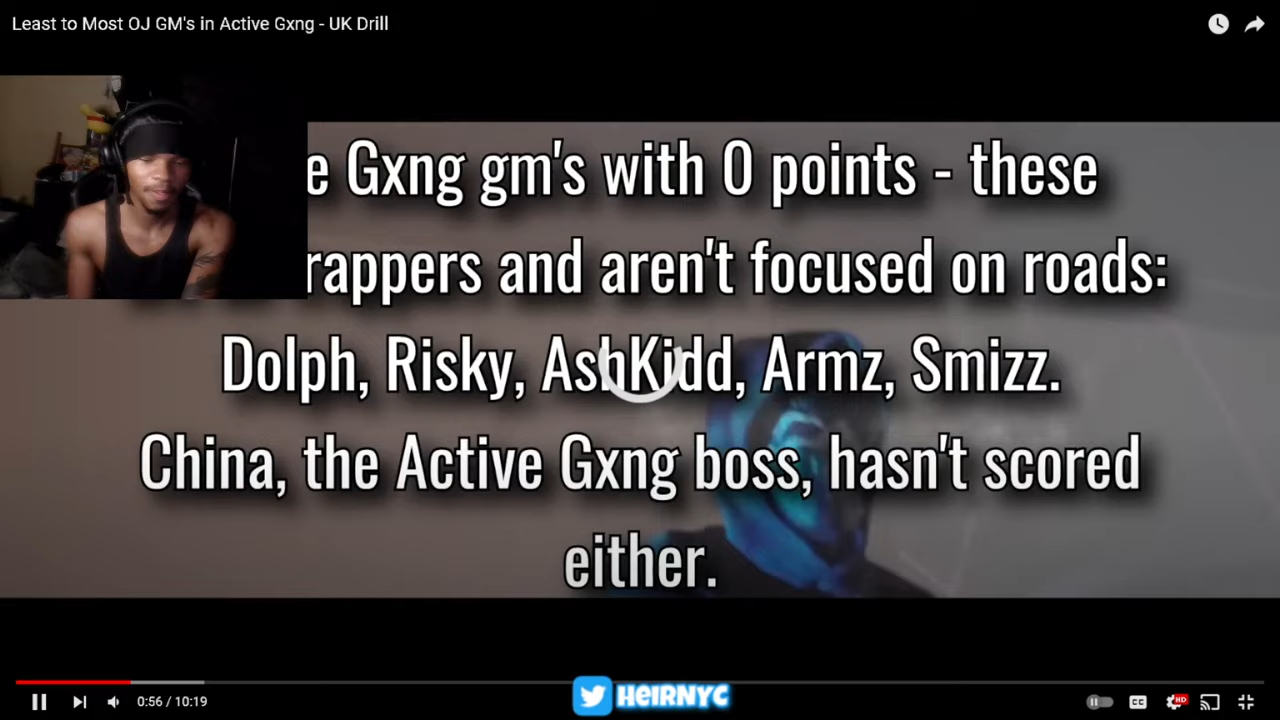 Least to Most OJ GM's in Active Gxng - UK Drill
e Gxng gm's with 0 points - these
rappers and aren't focused on roads:
Dolph, Risky, AshKidd, Armz, Smizz.
China, the Active Gxng boss, hasn't scored
either.
0:56 / 10:19
HEIRNYC
CC
HD